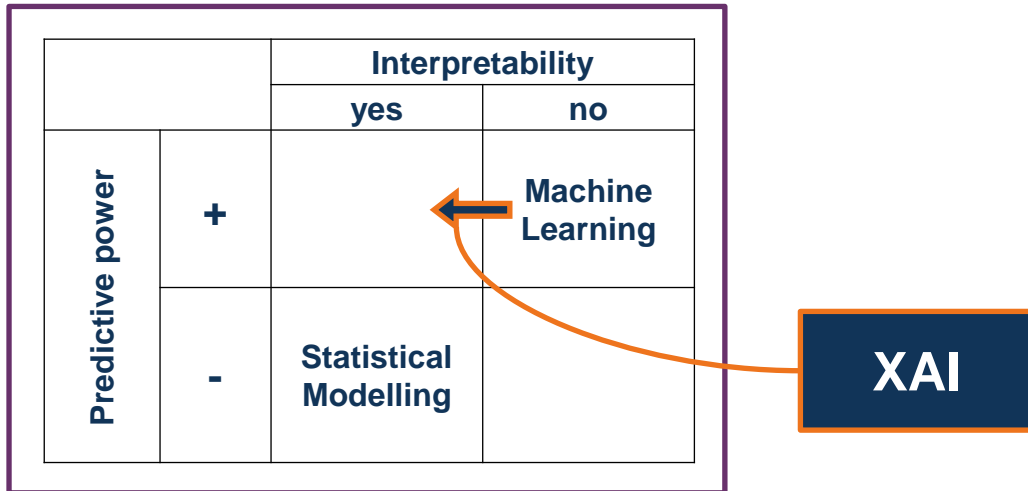 Interpretability
yes
no
Predictive power
+
Machine
Learning
-
Statistical
Modelling
XAI